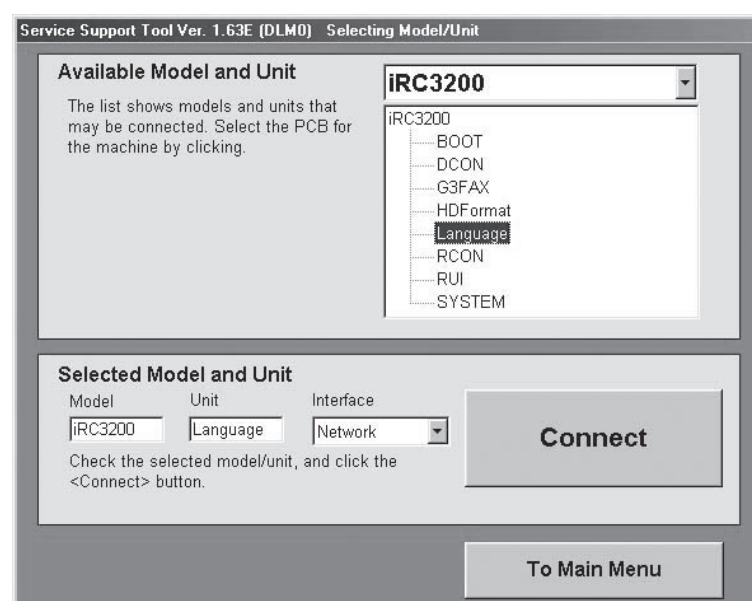 Service Support Tool Ver. 1.63E (DLM0)   Selecting Model/Unit
Available Model and Unit
The list shows models and units that
may be connected. Select the PCB for
the machine by clicking.
iRC3200
iRC3200
BOOT
DCON
G3FAX
HDFormat
Language
RCON
RUI
SYSTEM
Selected Model and Unit
Model Unit Interface
iRC3200 Language Network
Check the selected model/unit, and click the
<Connect> button.
Connect
To Main Menu